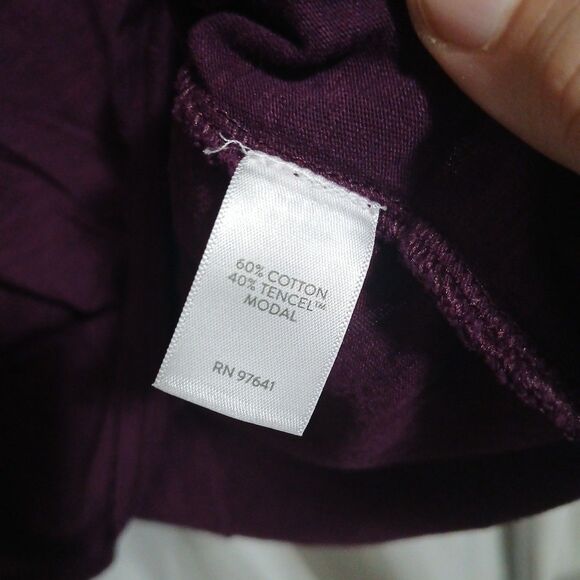 60% COTTON
40% TENCEL™
MODAL
RN 97641